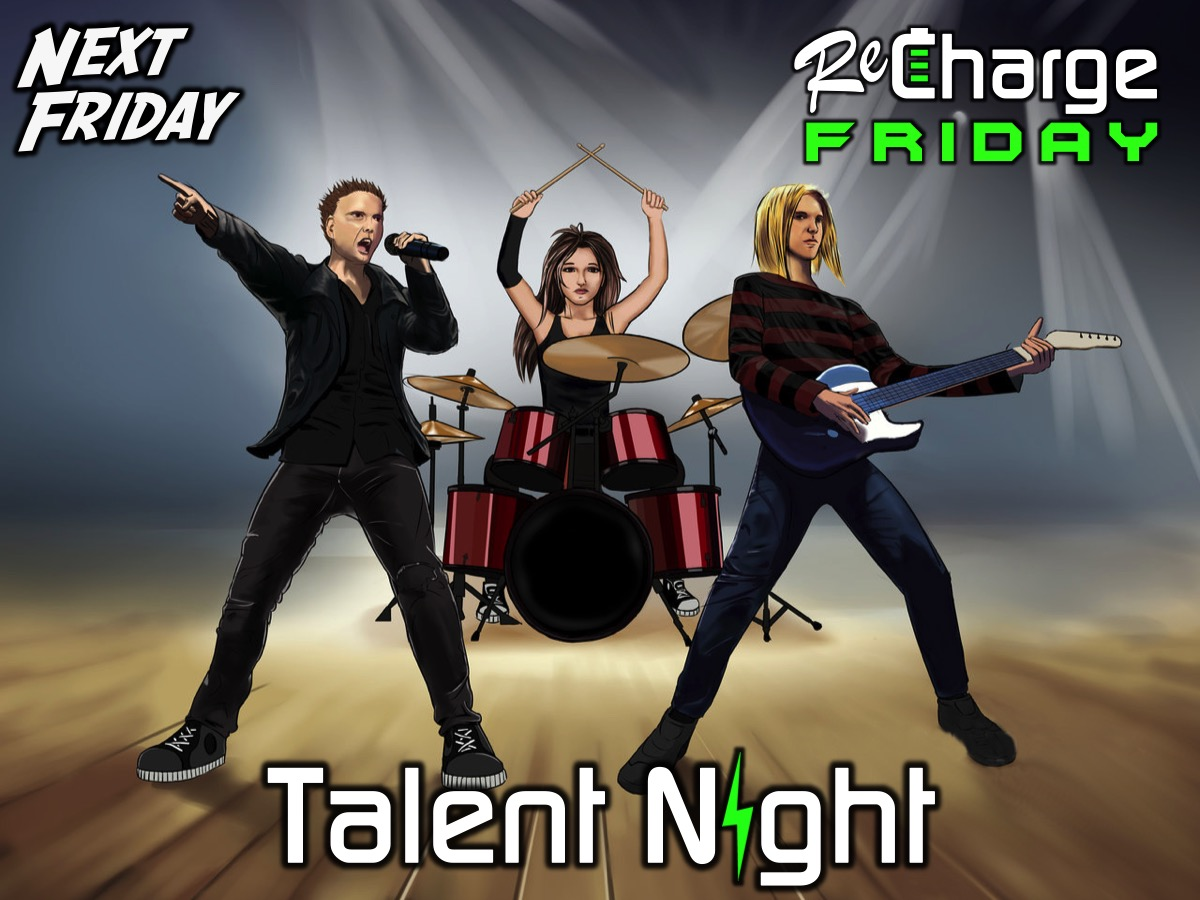 NEXT
FRIDAY
ReCharge
FRIDAY
Talent Night